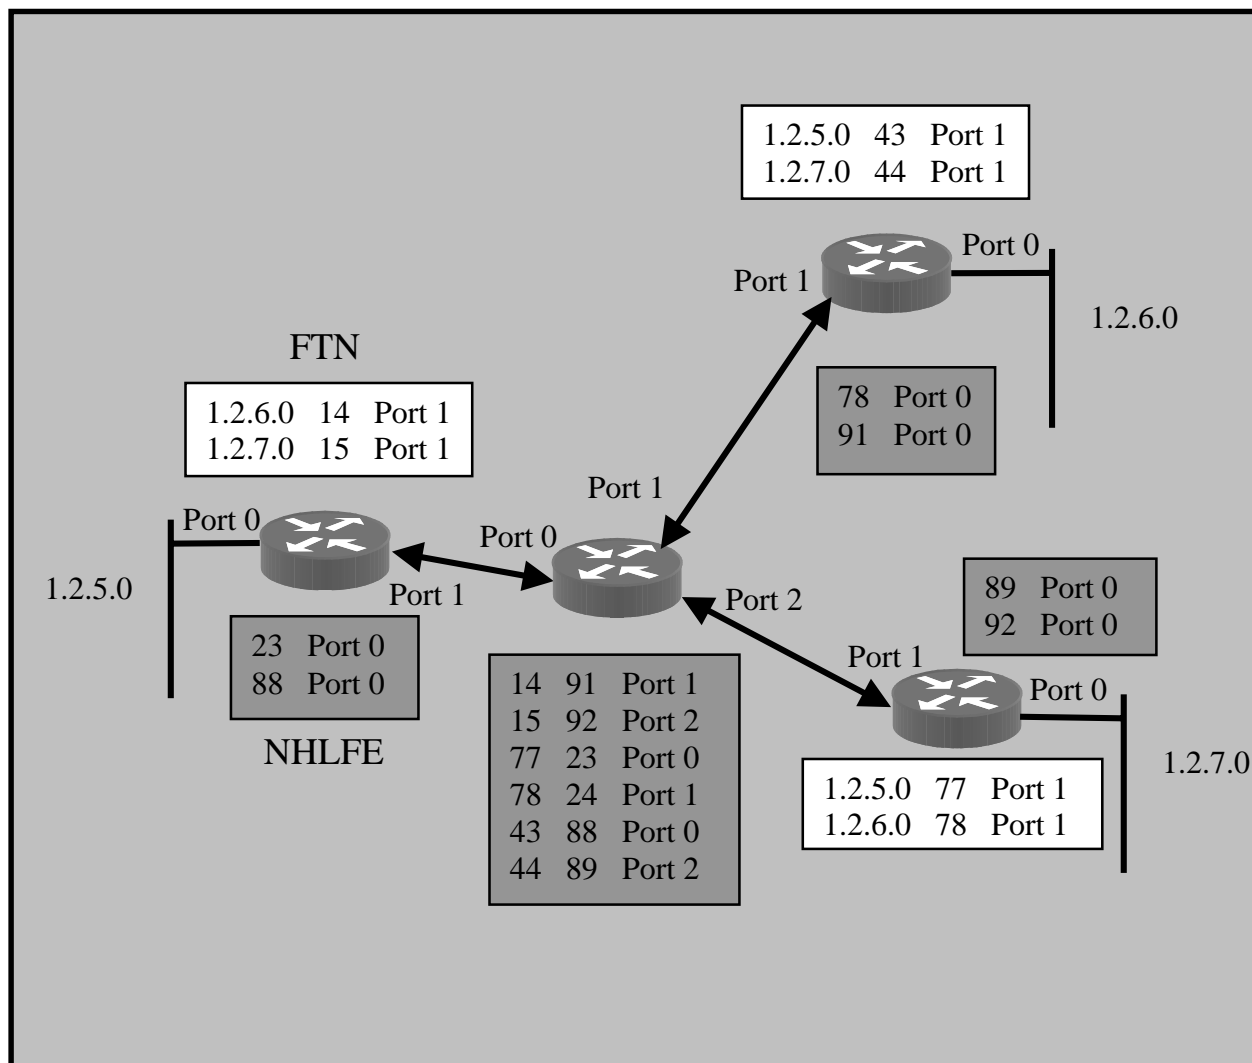 1.2.5.0 43 Port 1
1.2.7.0 44 Port 1
Port 0
Port 1
1.2.6.0
FTN
1.2.6.0 14 Port 1
1.2.7.0 15 Port 1
78 Port 0
91 Port 0
Port 1
Port 0
Port 0
1.2.5.0
Port 1
Port 2
89 Port 0
92 Port 0
23 Port 0
88 Port 0
NHLFE
14 91 Port 1
15 92 Port 2
77 23 Port 0
78 24 Port 1
43 88 Port 0
44 89 Port 2
Port 1
Port 0
1.2.7.0
1.2.5.0 77 Port 1
1.2.6.0 78 Port 1